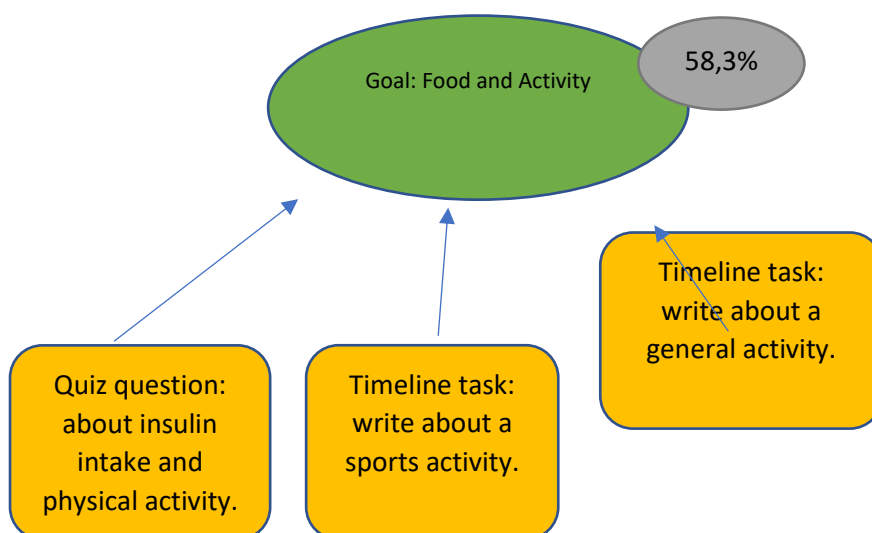 Goal: Food and Activity
58,3%
Quiz question:
about insulin
intake and
physical activity.
Timeline task:
write about a
sports activity.
Timeline task:
write about a
general activity.